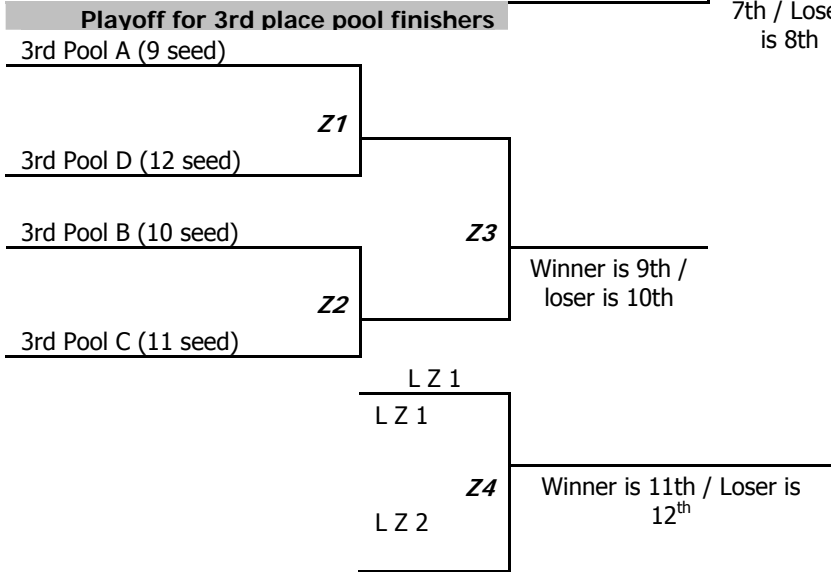 7th / Lose
is 8th
Playoff for 3rd place pool finishers
3rd Pool A (9 seed)
Z1
3rd Pool D (12 seed)
3rd Pool B (10 seed)
Z3
Winner is 9th /
loser is 10th
Z2
3rd Pool C (11 seed)
L Z 1
L Z 1
Z4
Winner is 11th / Loser is
12th
L Z 2